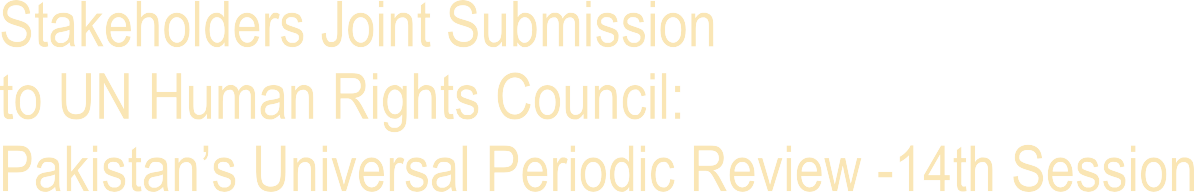 Stakeholders Joint Submission
to UN Human Rights Council:
Pakistan’s Universal Periodic Review -14th Session